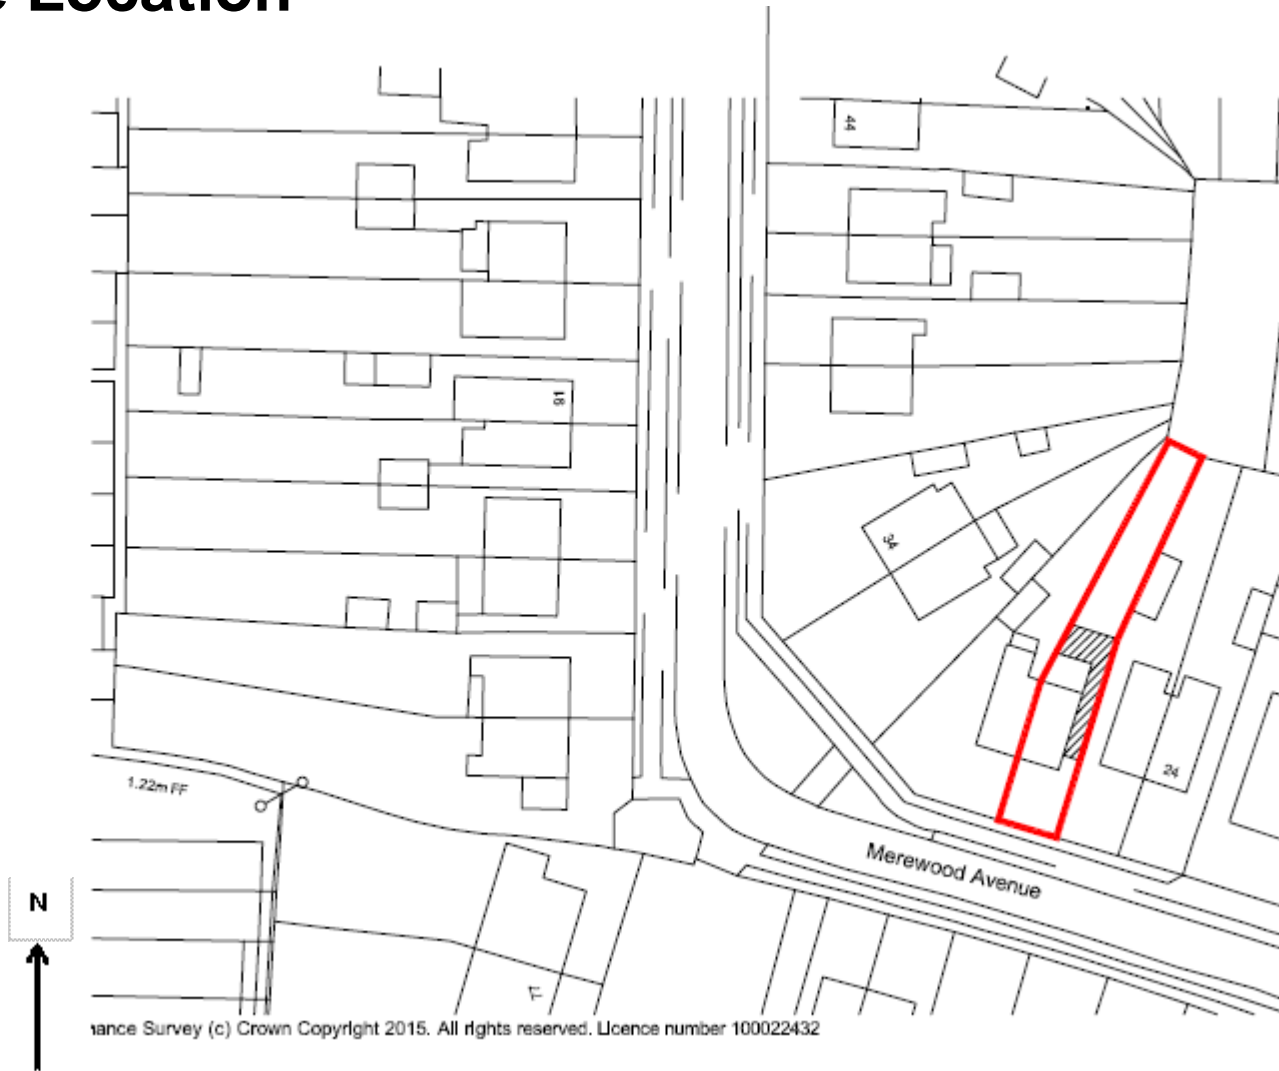 Location
44
81
34
24
1.22m FF
Merewood Avenue
N
nance Survey (c) Crown Copyright 2015. All rights reserved. Licence number 100022432